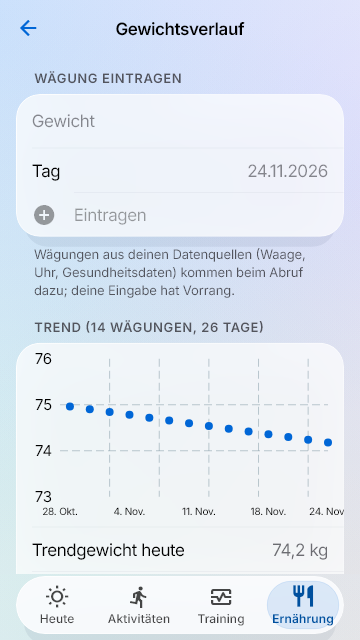 Gewichtsverlauf
WÄGUNG EINTRAGEN
Gewicht
Tag 24.11.2026
Eintragen
Wägungen aus deinen Datenquellen (Waage,
Uhr, Gesundheitsdaten) kommen beim Abruf
dazu; deine Eingabe hat Vorrang.
TREND (14 WÄGUNGEN, 26 TAGE)
76
75
74
73
28. Okt. 4. Nov. 11. Nov. 18. Nov. 24. Nov
Trendgewicht heute 74,2 kg
Heute Aktivitäten Training Ernährung